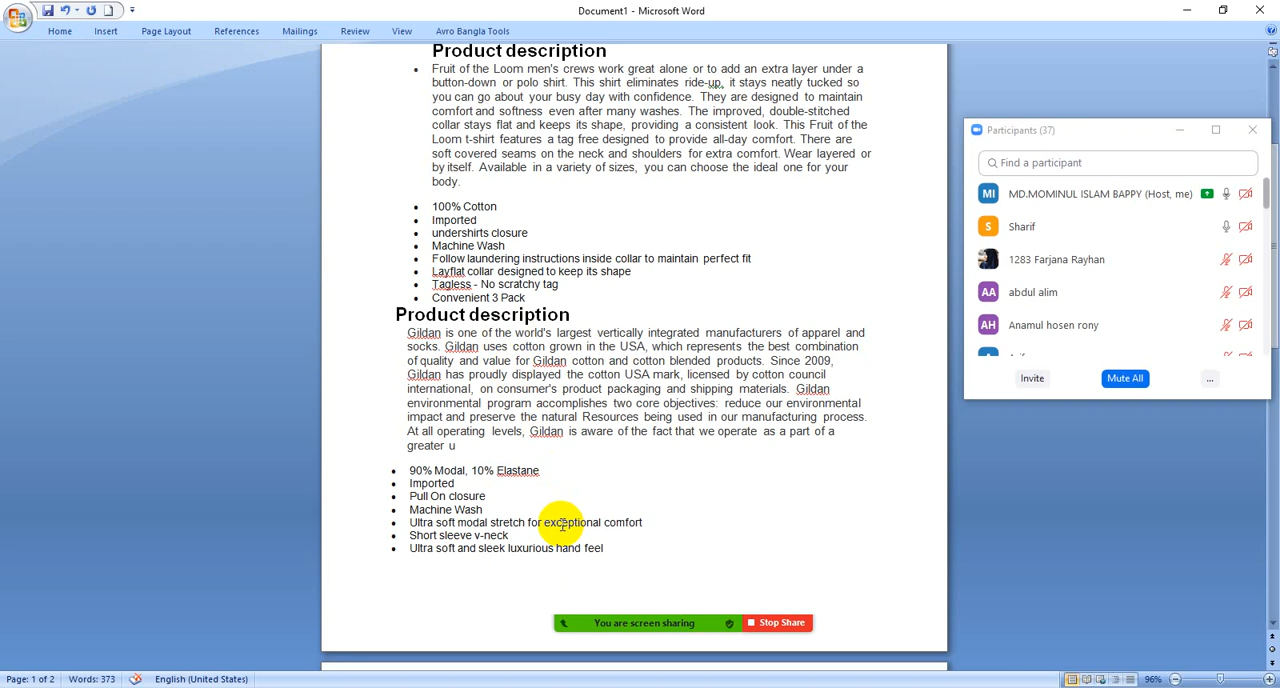 Document1 - Microsoft Word
Home Insert Page Layout References Mailings Review View Avro Bangla Tools
Product description
Fruit of the Loom men's crews work great alone or to add an extra layer under a
button-down or polo shirt. This shirt eliminates ride-up, it stays neatly tucked so
you can go about your busy day with confidence. They are designed to maintain
comfort and softness even after many washes. The improved, double-stitched
collar stays flat and keeps its shape, providing a consistent look. This Fruit of the
Loom t-shirt features a tag free designed to provide all-day comfort. There are
soft covered seams on the neck and shoulders for extra comfort. Wear layered or
by itself. Available in a variety of sizes, you can choose the ideal one for your
body.
100% Cotton
Imported
undershirts closure
Machine Wash
Follow laundering instructions inside collar to maintain perfect fit
Layflat collar designed to keep its shape
Tagless - No scratchy tag
Convenient 3 Pack
Product description
Gildan is one of the world's largest vertically integrated manufacturers of apparel and
socks. Gildan uses cotton grown in the USA, which represents the best combination
of quality and value for Gildan cotton and cotton blended products. Since 2009,
Gildan has proudly displayed the cotton USA mark, licensed by cotton council
international, on consumer's product packaging and shipping materials. Gildan
environmental program accomplishes two core objectives: reduce our environmental
impact and preserve the natural Resources being used in our manufacturing process.
At all operating levels, Gildan is aware of the fact that we operate as a part of a
greater u
90% Modal, 10% Elastane
Imported
Pull On closure
Machine Wash
Ultra soft modal stretch for exceptional comfort
Short sleeve v-neck
Ultra soft and sleek luxurious hand feel
You are screen sharing Stop Share
Participants (37)
Find a participant
MI MD.MOMINUL ISLAM BAPPY (Host, me)
S Sharif
1283 Farjana Rayhan
AA abdul alim
AH Anamul hosen rony
Invite Mute All ...
Page: 1 of 2 Words: 373 English (United States) 96%